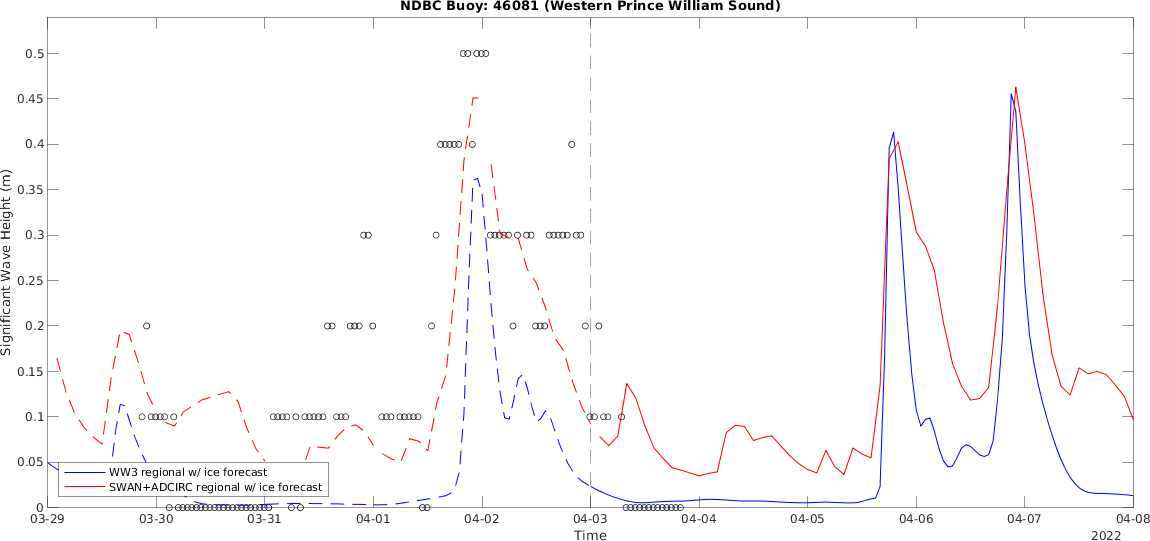 NDBC Buoy: 46081 (Western Prince William Sound)
Significant Wave Height (m)
0.5
0.45
0.4
0.35
0.3
0.25
0.2
0.15
0.1
0.05
0
WW3 regional w/ ice forecast
SWAN+ADCIRC regional w/ ice forecast
03-29 03-30 03-31 04-01 04-02 04-03 04-04 04-05 04-06 04-07 04-08
Time
2022